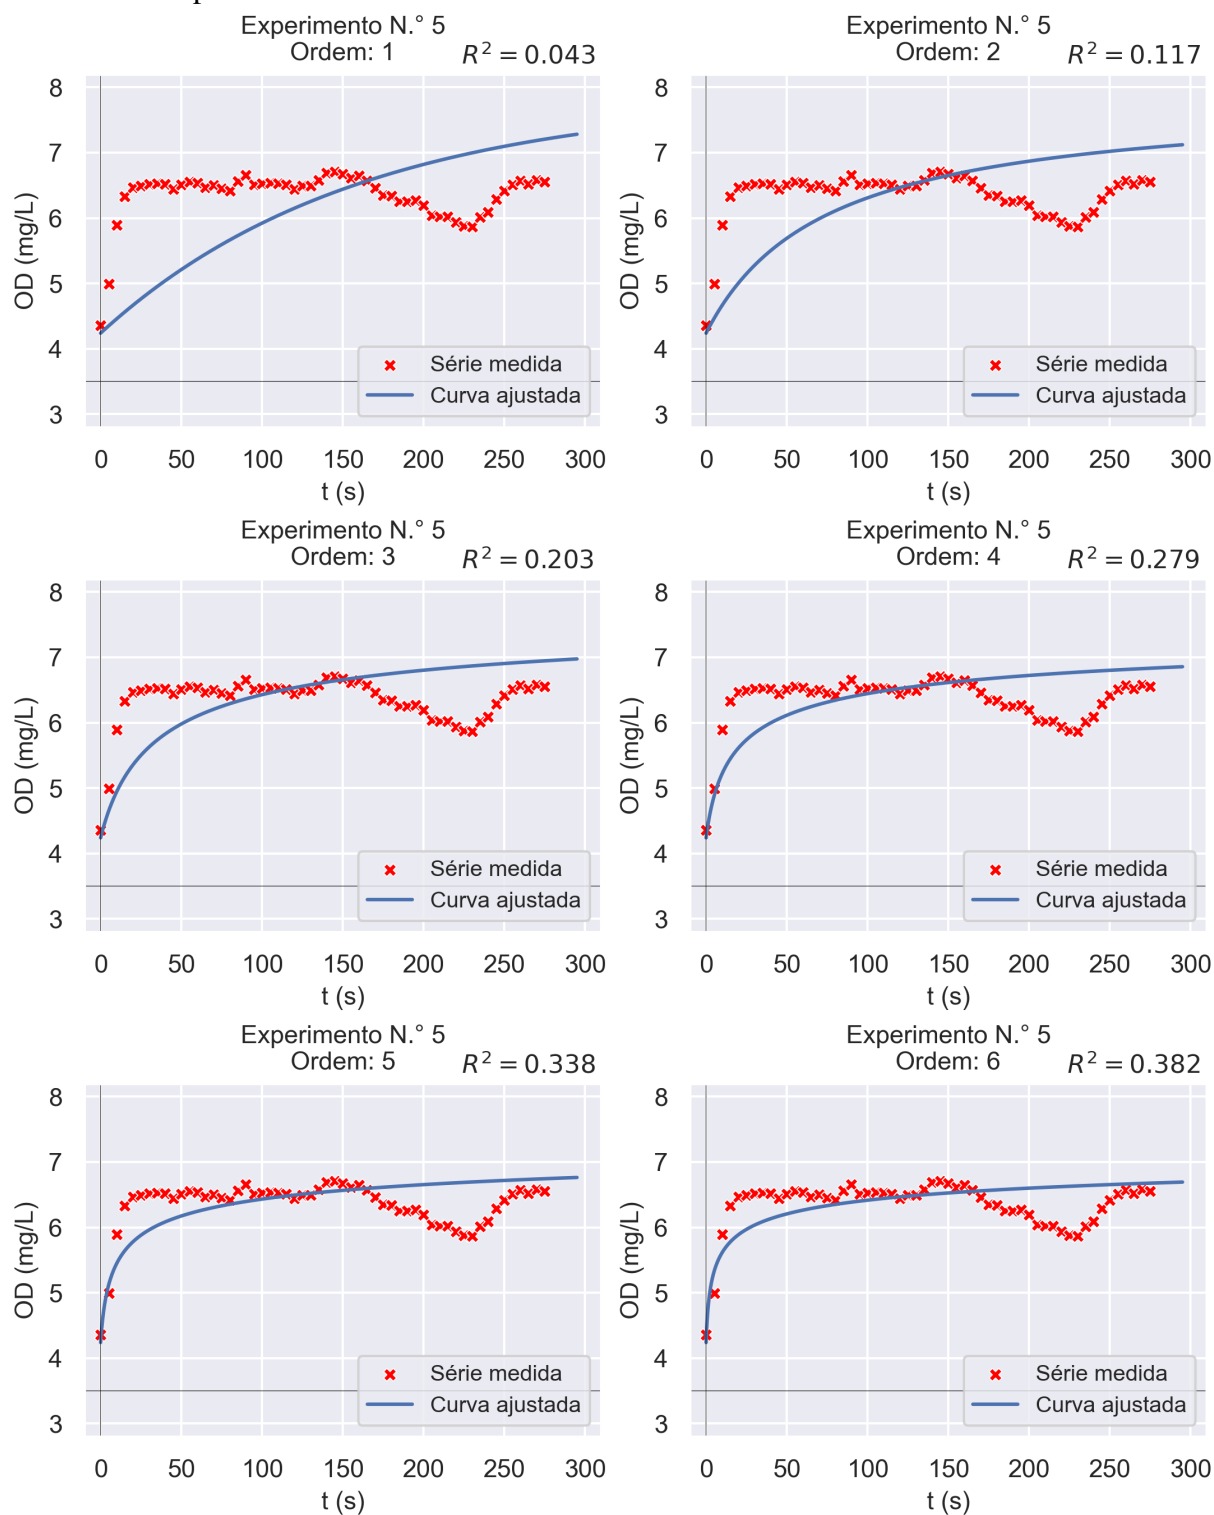 Experimento N.° 5
Ordem: 1 R² = 0.043
8
7
6
5
4
3
OD (mg/L)
Série medida
Curva ajustada
0 50 100 150 200 250 300
t (s)
Experimento N.° 5
Ordem: 2 R² = 0.117
8
7
6
5
4
3
OD (mg/L)
Série medida
Curva ajustada
0 50 100 150 200 250 300
t (s)
Experimento N.° 5
Ordem: 3 R² = 0.203
8
7
6
5
4
3
OD (mg/L)
Série medida
Curva ajustada
0 50 100 150 200 250 300
t (s)
Experimento N.° 5
Ordem: 4 R² = 0.279
8
7
6
5
4
3
OD (mg/L)
Série medida
Curva ajustada
0 50 100 150 200 250 300
t (s)
Experimento N.° 5
Ordem: 5 R² = 0.338
8
7
6
5
4
3
OD (mg/L)
Série medida
Curva ajustada
0 50 100 150 200 250 300
t (s)
Experimento N.° 5
Ordem: 6 R² = 0.382
8
7
6
5
4
3
OD (mg/L)
Série medida
Curva ajustada
0 50 100 150 200 250 300
t (s)